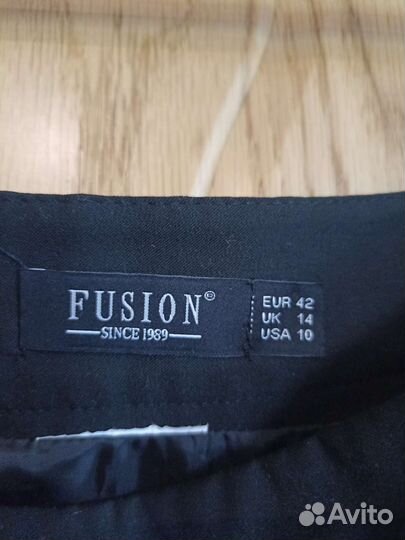 FUSION©
SINCE 1989
EUR 42
UK 14
USA 10
Avito